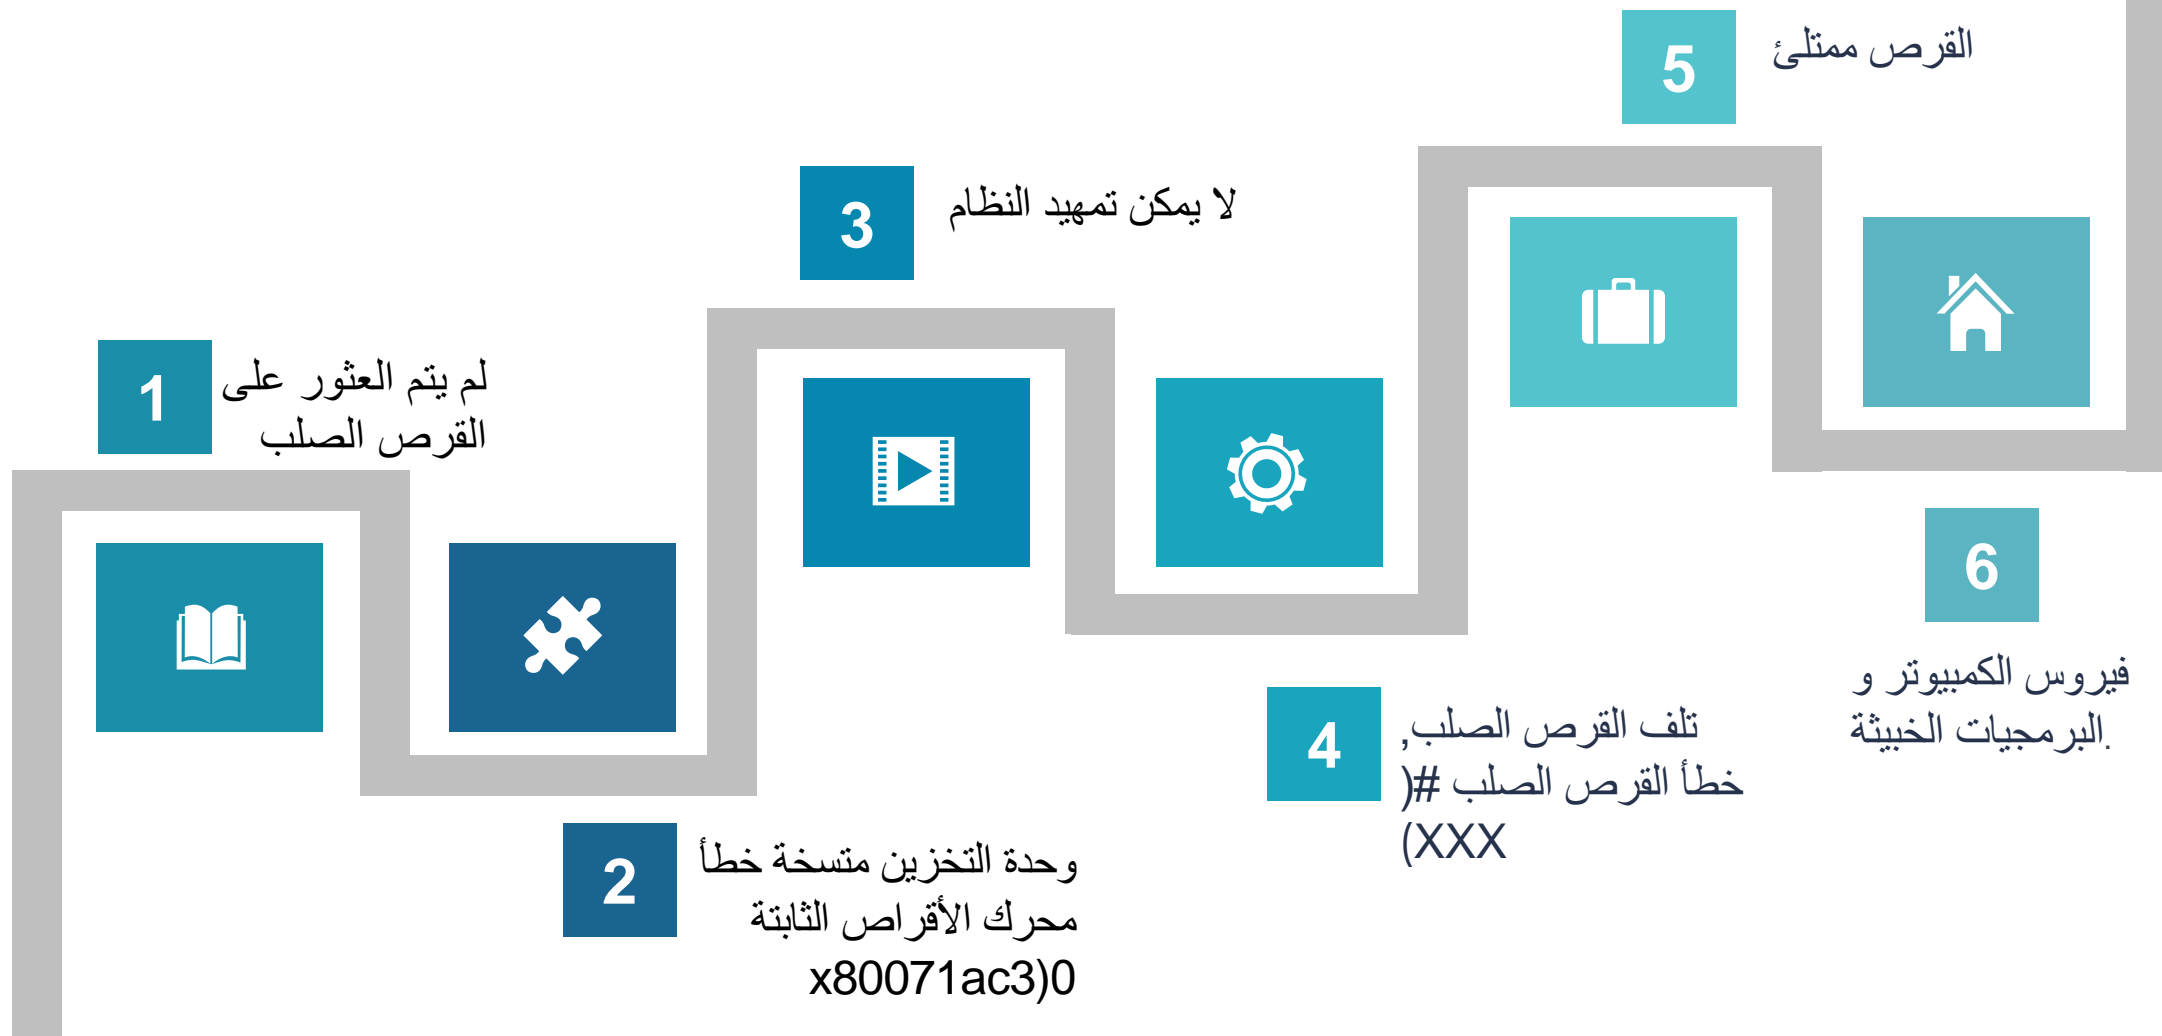 1
لم يتم العثور على
القرص الصلب
2
وحدة التخزين متسخة خطأ
محرك الأقراص الثابتة
x80071ac3)0
3
لا يمكن تمهيد النظام
4
تلف القرص الصلب,
خطأ القرص الصلب #(
(XXX
5
القرص ممتلئ
6
فيروس الكمبيوتر و
البرمجيات الخبيثة.